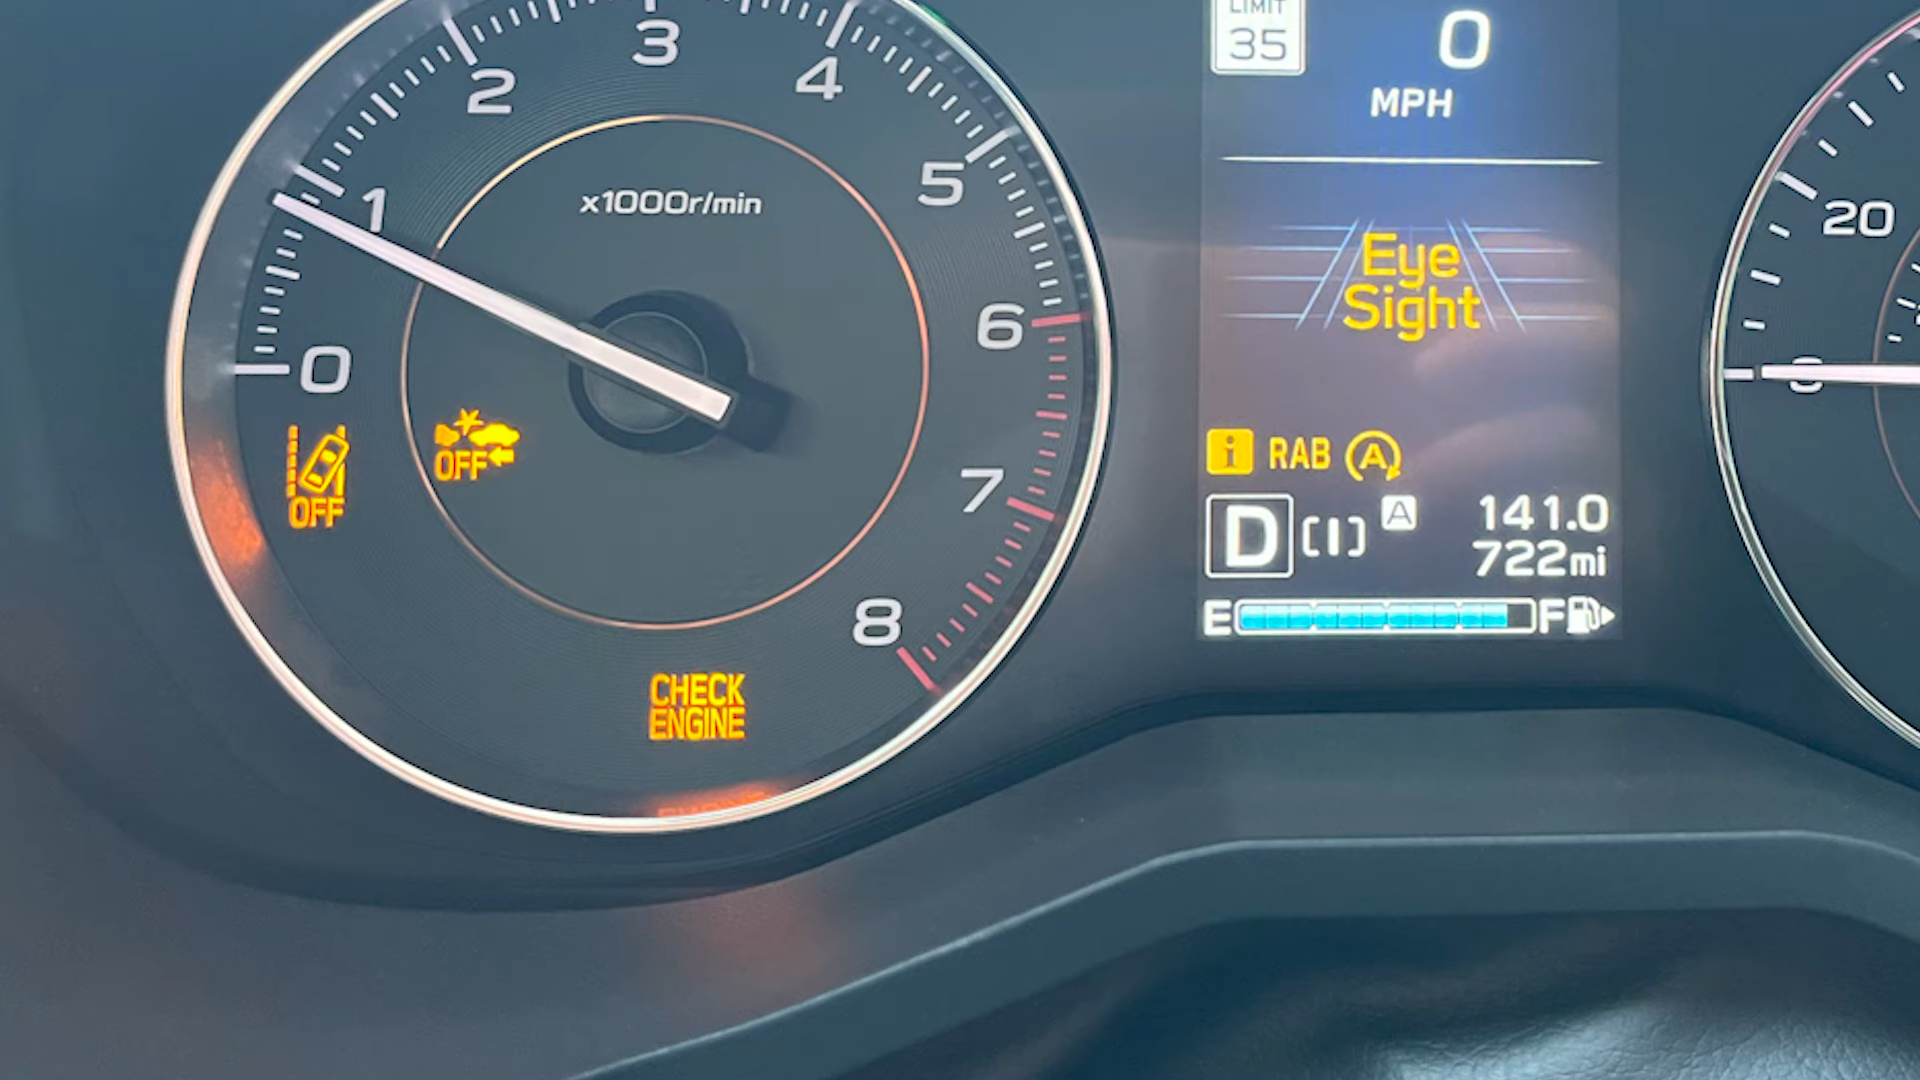 3
2
4
1
5
x1000r/min
6
0
7
8
OFF
OFF
CHECK
ENGINE
LIMIT
35
0
MPH
Eye
Sight
i RAB A
D [I] A 141.0
722mi
E F
20
0